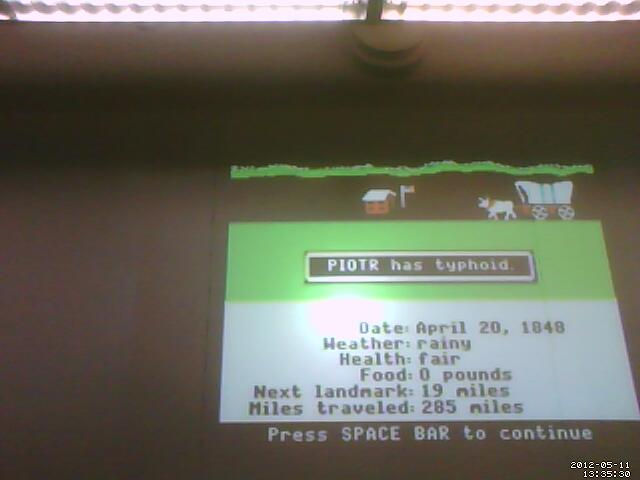 PIOTR has typhoid.
Date: April 20, 1848
Weather: rainy
Health: fair
Food: 0 pounds
Next landmark: 19 miles
Miles traveled: 285 miles
Press SPACE BAR to continue
2012-05-11
13:35:30